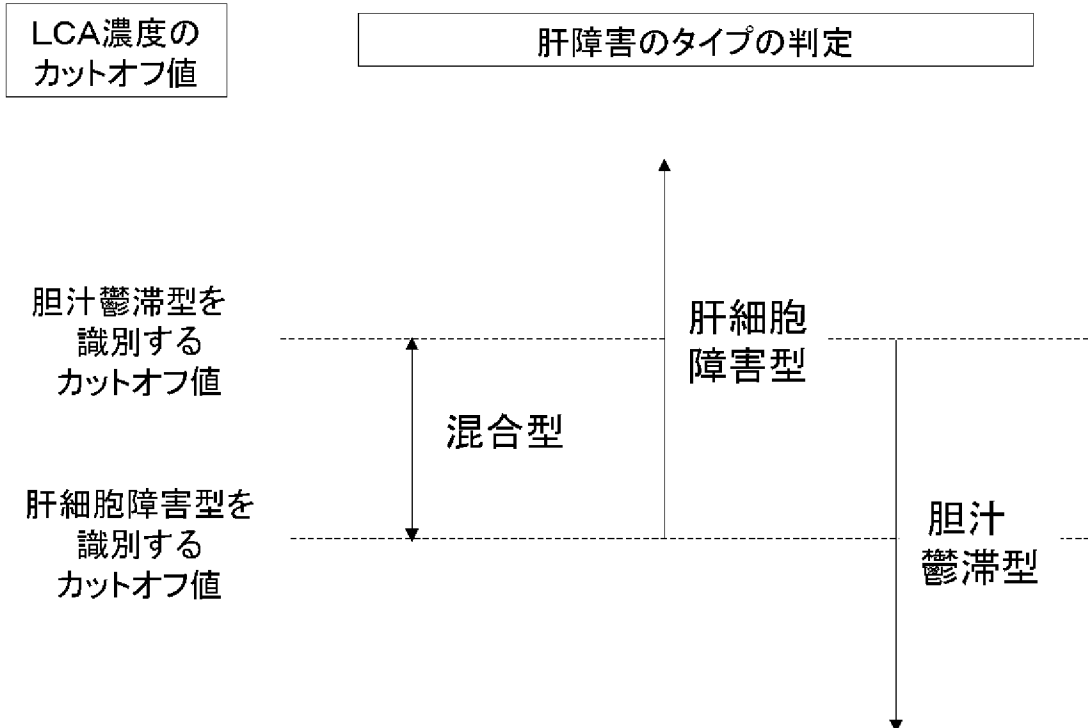 LCA濃度の
カットオフ値
肝障害のタイプの判定
胆汁鬱滞型を
識別する
カットオフ値
肝細胞
障害型
混合型
肝細胞障害型を
識別する
カットオフ値
胆汁
鬱滞型